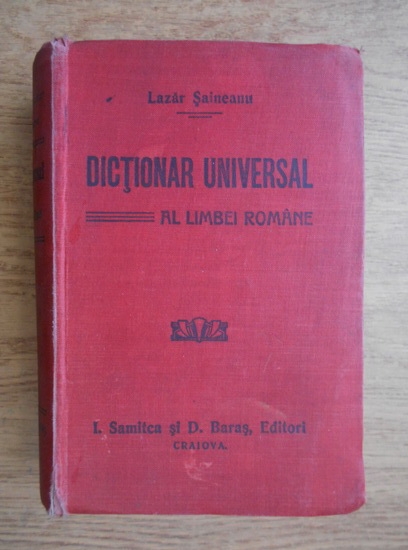 Lazăr Şaineanu
DICŢIONAR UNIVERSAL
AL LIMBEI ROMÂNE
I. Samitca şi D. Baraş, Editori
CRAIOVA.